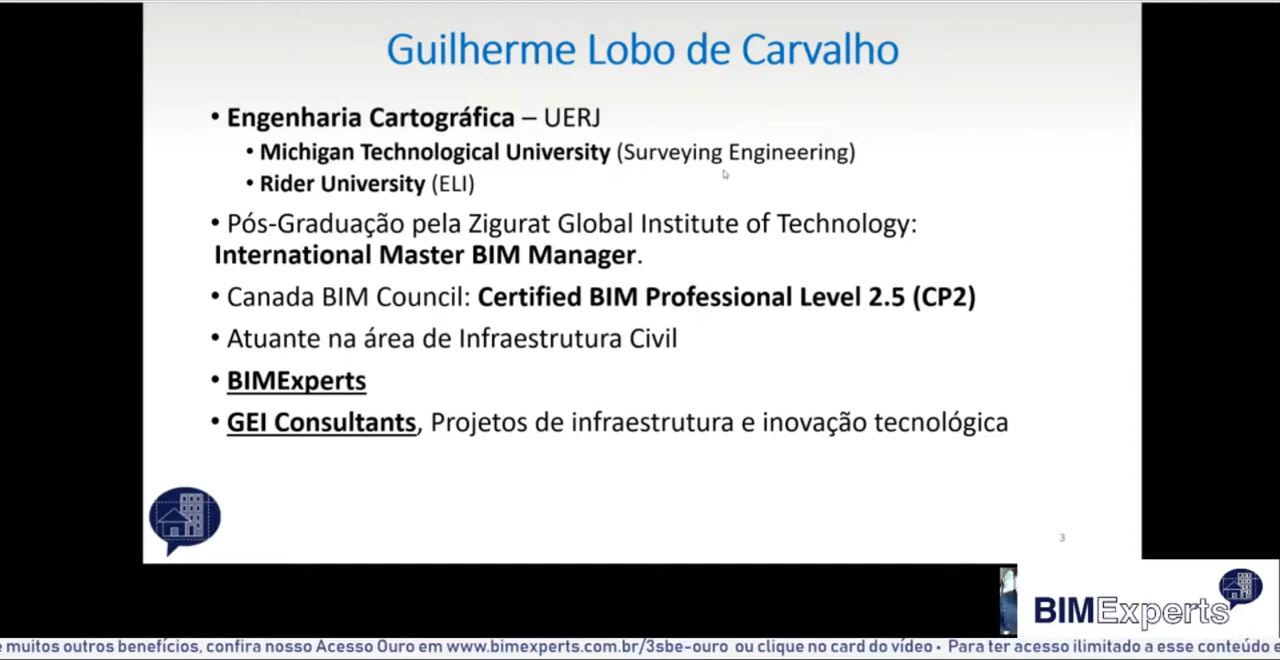 Guilherme Lobo de Carvalho
• Engenharia Cartográfica – UERJ
• Michigan Technological University (Surveying Engineering)
• Rider University (ELI)
• Pós-Graduação pela Zigurat Global Institute of Technology:
International Master BIM Manager.
• Canada BIM Council: Certified BIM Professional Level 2.5 (CP2)
• Atuante na área de Infraestrutura Civil
• BIMExperts
• GEI Consultants, Projetos de infraestrutura e inovação tecnológica
3
BIMExperts
e muitos outros benefícios, confira nosso Acesso Ouro em www.bimexperts.com.br/3sbe-ouro ou clique no card do vídeo • Para ter acesso ilimitado a esse conteúdo e